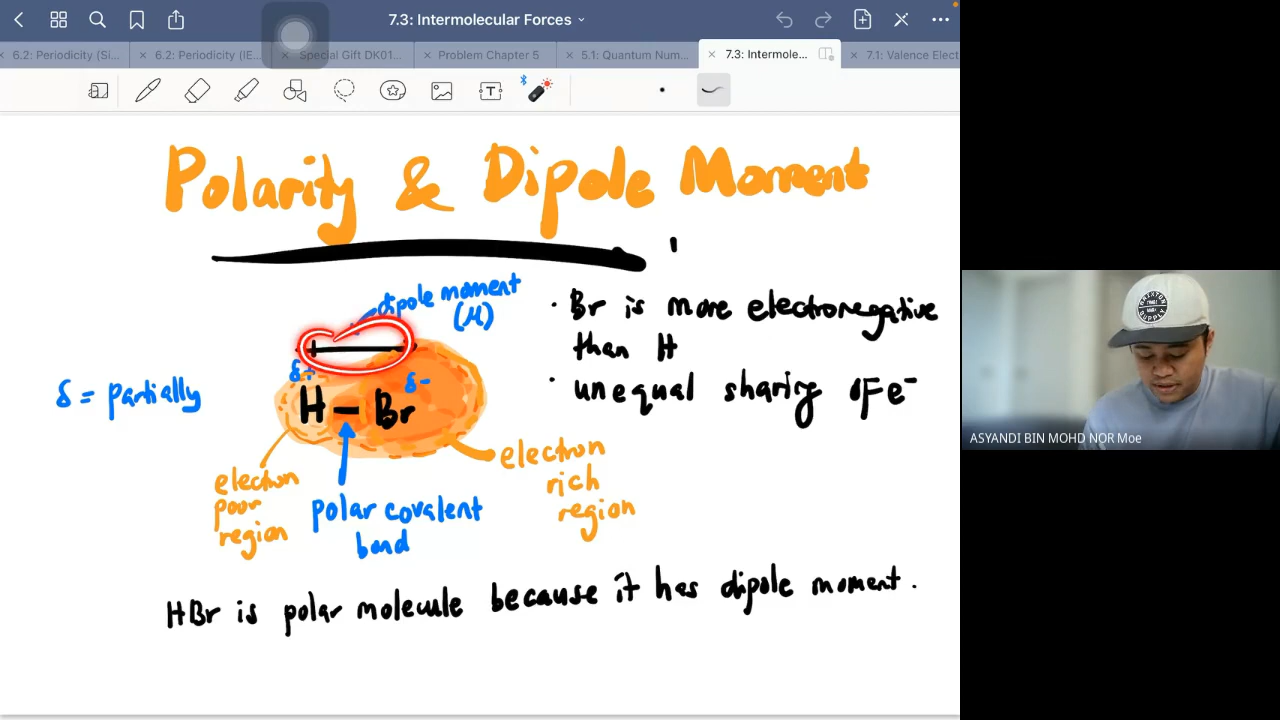 7.3: Intermolecular Forces
6.2: Periodicity (Si...
6.2: Periodicity (IE...
Special Gift DK01...
Problem Chapter 5
5.1: Quantum Num...
7.3: Intermole...
7.1: Valence Elect
Polarity & Dipole Moment
dipole moment
(μ)
δ+
δ-
H - Br
δ = partially
electron
poor
region
polar covalent
bond
electron
rich
region
· Br is more electronegative
than H
· unequal sharing of e⁻
HBr is polar molecule because it has dipole moment.
BRIXTON
SUPPLY
ASYANDI BIN MOHD NOR Moe